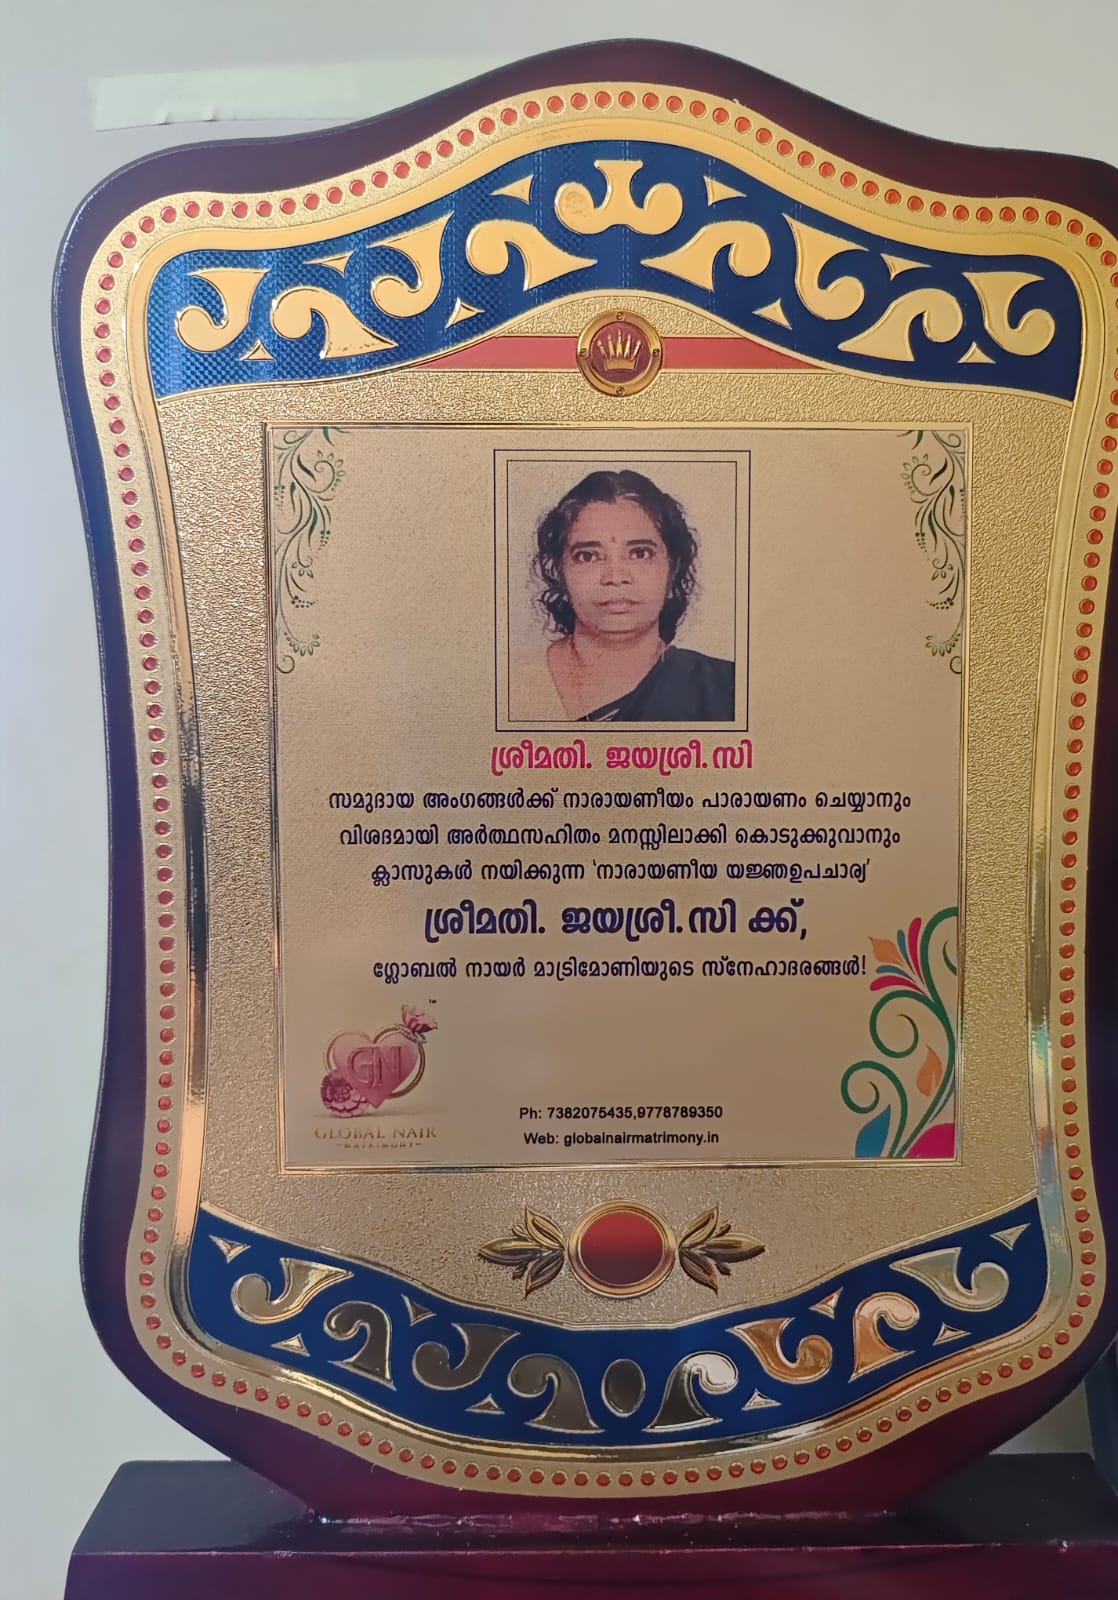 ശ്രീമതി. ജയശ്രീ.സി
സമുദായ അംഗങ്ങൾക്ക് നാരായണീയം പാരായണം ചെയ്യാനും
വിശദമായി അർത്ഥസഹിതം മനസ്സിലാക്കി കൊടുക്കുവാനും
ക്ലാസുകൾ നയിക്കുന്ന 'നാരായണീയ യജ്ഞഉപചാര്യ'
ശ്രീമതി. ജയശ്രീ.സി ക്ക്,
ഗ്ലോബൽ നായർ മാട്രിമോണിയുടെ സ്നേഹാദരങ്ങൾ!
™
GN
GLOBAL NAIR
-MATRIMONY-
Ph: 7382075435,9778789350
Web: globalnairmatrimony.in